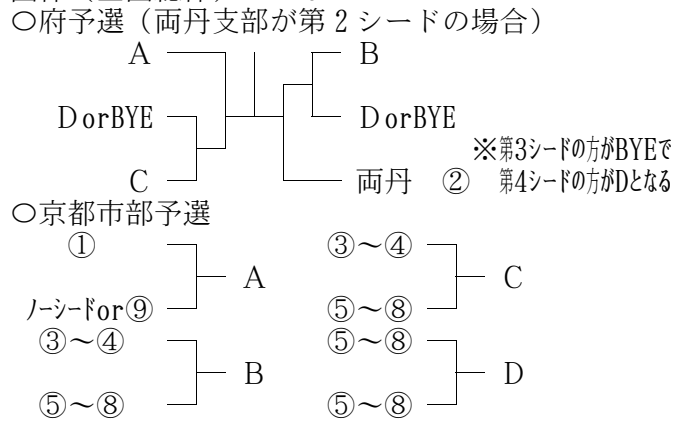 〇府予選（両丹支部が第２シードの場合）
A B
DorBYE DorBYE
※第3シードの方がBYEで
C 両丹 ② 第4シードの方がDとなる
〇京都市部予選
① ③～④
A C
ノーシードor⑨ ⑤～⑧
③～④ ⑤～⑧
B D
⑤～⑧ ⑤～⑧